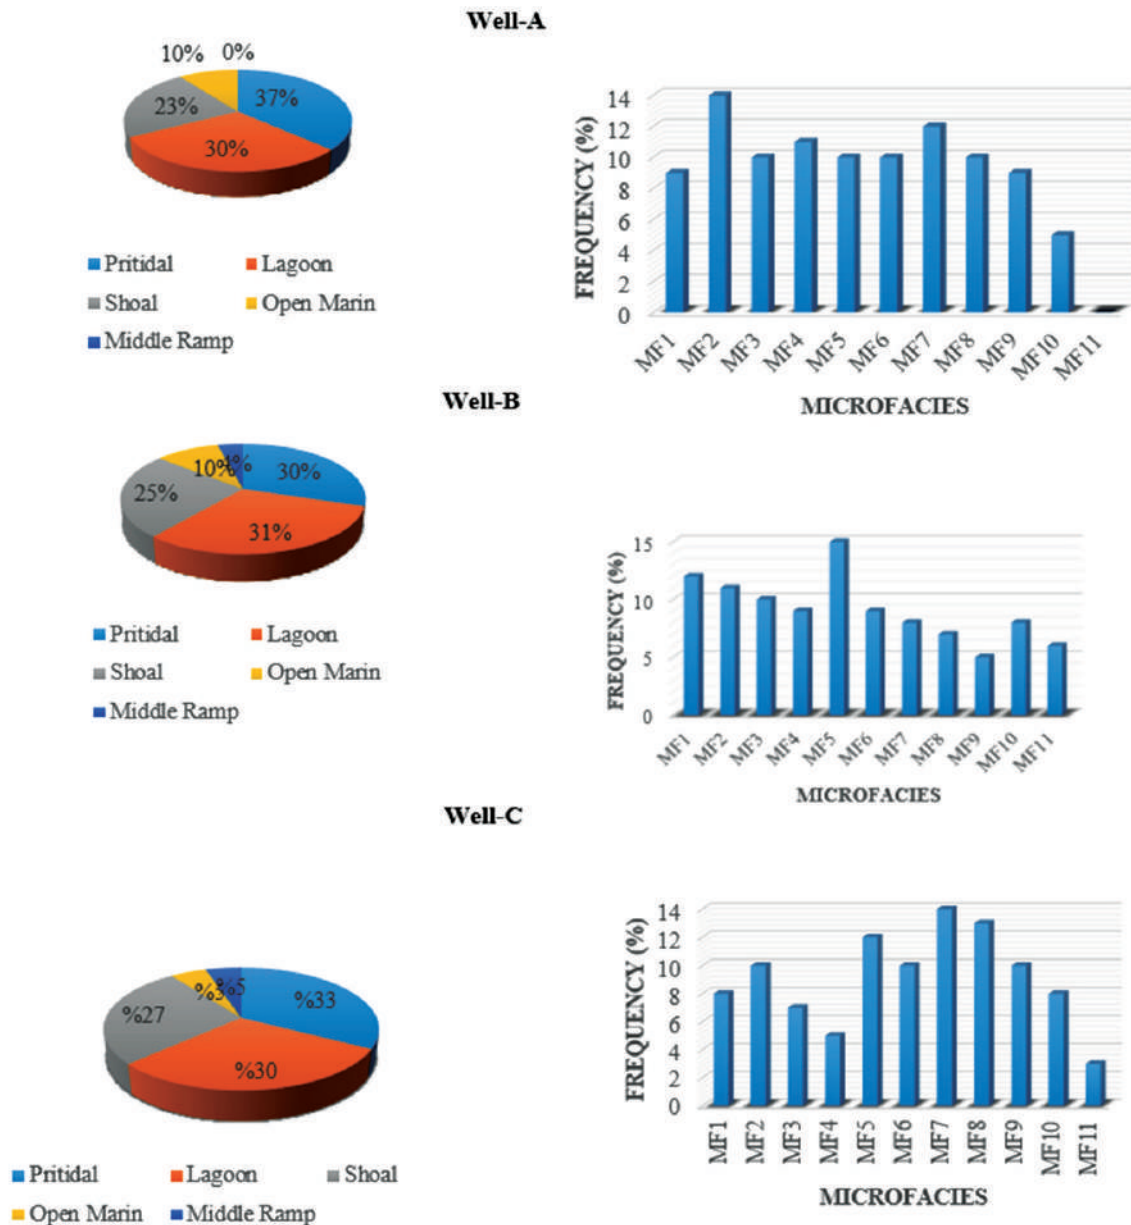 Well-A
10% 0%
37%
23%
30%
Pritidal Lagoon
Shoal Open Marin
Middle Ramp
FREQUENCY (%)
14
12
10
8
6
4
2
0
MF1 MF2 MF3 MF4 MF5 MF6 MF7 MF8 MF9 MF10 MF11
MICROFACIES
Well-B
10% 4%
30%
25%
31%
Pritidal Lagoon
Shoal Open Marin
Middle Ramp
FREQUENCY (%)
15
10
5
0
MF1 MF2 MF3 MF4 MF5 MF6 MF7 MF8 MF9 MF10 MF11
MICROFACIES
Well-C
%5
%33
%27
%30
Pritidal Lagoon Shoal
Open Marin Middle Ramp
FREQUENCY (%)
14
12
10
8
6
4
2
0
MF1 MF2 MF3 MF4 MF5 MF6 MF7 MF8 MF9 MF10 MF11
MICROFACIES